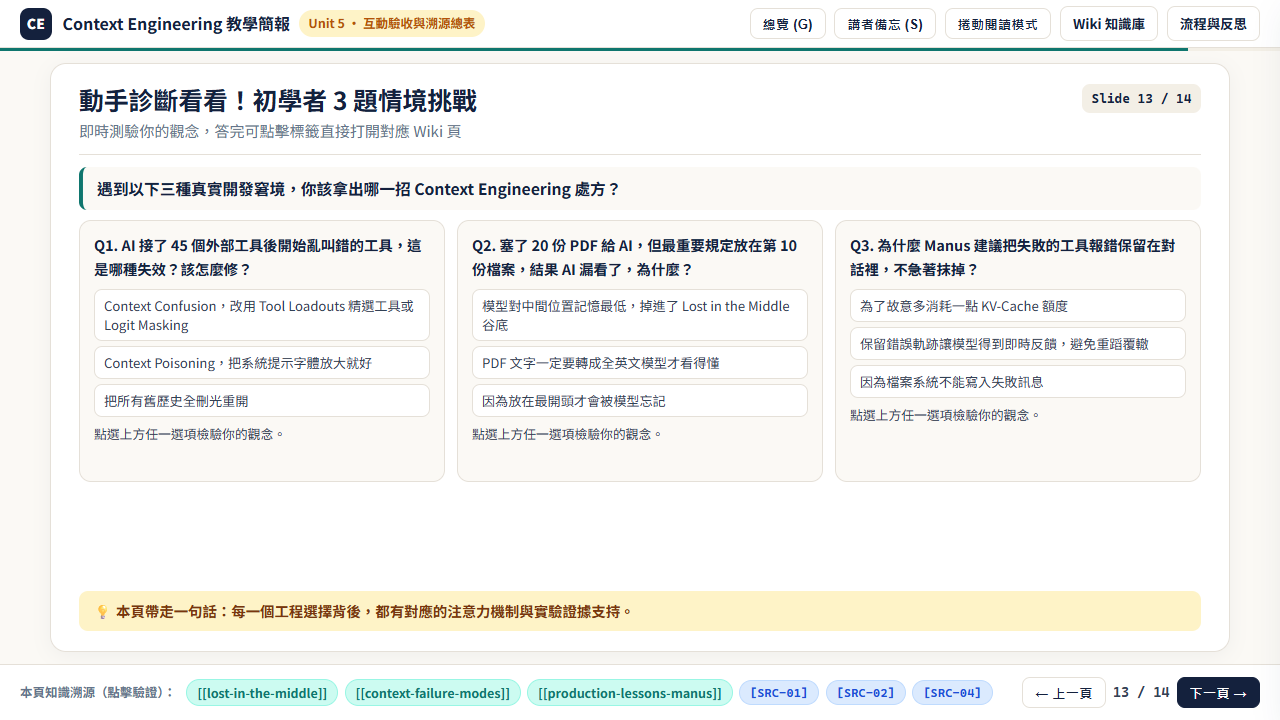 CE Context Engineering 教學簡報 Unit 5 • 互動驗收與溯源總表 總覽 (G) 講者備忘 (S) 捲動閱讀模式 Wiki 知識庫 流程與反思
動手診斷看看！初學者 3 題情境挑戰
Slide 13 / 14
即時測驗你的觀念，答完可點擊標籤直接打開對應 Wiki 頁
遇到以下三種真實開發窘境，你該拿出哪一招 Context Engineering 處方？
Q1. AI 接了 45 個外部工具後開始亂叫錯的工具，這
是哪種失效？該怎麼修？
Context Confusion，改用 Tool Loadouts 精選工具或
Logit Masking
Context Poisoning，把系統提示字體放大就好
把所有舊歷史全刪光重開
點選上方任一選項檢驗你的觀念。
Q2. 塞了 20 份 PDF 給 AI，但最重要規定放在第 10
份檔案，結果 AI 漏看了，為什麼？
模型對中間位置記憶最低，掉進了 Lost in the Middle
谷底
PDF 文字一定要轉成全英文模型才看得懂
因為放在最開頭才會被模型忘記
點選上方任一選項檢驗你的觀念。
Q3. 為什麼 Manus 建議把失敗的工具報錯保留在對
話裡，不急著抹掉？
為了故意多消耗一點 KV-Cache 額度
保留錯誤軌跡讓模型得到即時反饋，避免重蹈覆轍
因為檔案系統不能寫入失敗訊息
點選上方任一選項檢驗你的觀念。
💡 本頁帶走一句話：每一個工程選擇背後，都有對應的注意力機制與實驗證據支持。
本頁知識溯源（點擊驗證）： [[lost-in-the-middle]] [[context-failure-modes]] [[production-lessons-manus]] [SRC-01] [SRC-02] [SRC-04] ← 上一頁 13 / 14 下一頁 →